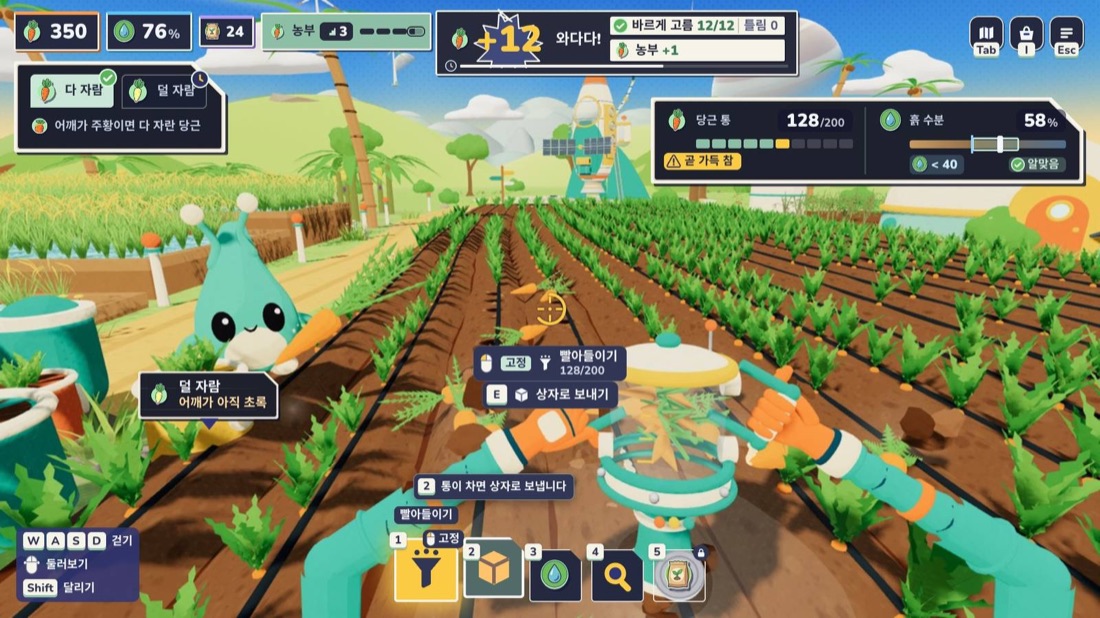 350
76%
24
농부 3
+12 와다다!
바르게 고름 12/12 틀림 0
농부 +1
Tab
I
Esc
다 자람
덜 자람
어깨가 주황이면 다 자란 당근
당근 통 128/200
곧 가득 참
흙 수분 58%
< 40
알맞음
고정 빨아들이기
128/200
E 상자로 보내기
덜 자람
어깨가 아직 초록
2 통이 차면 상자로 보냅니다
빨아들이기
고정
1
2
3
4
5
W A S D 걷기
둘러보기
Shift 달리기